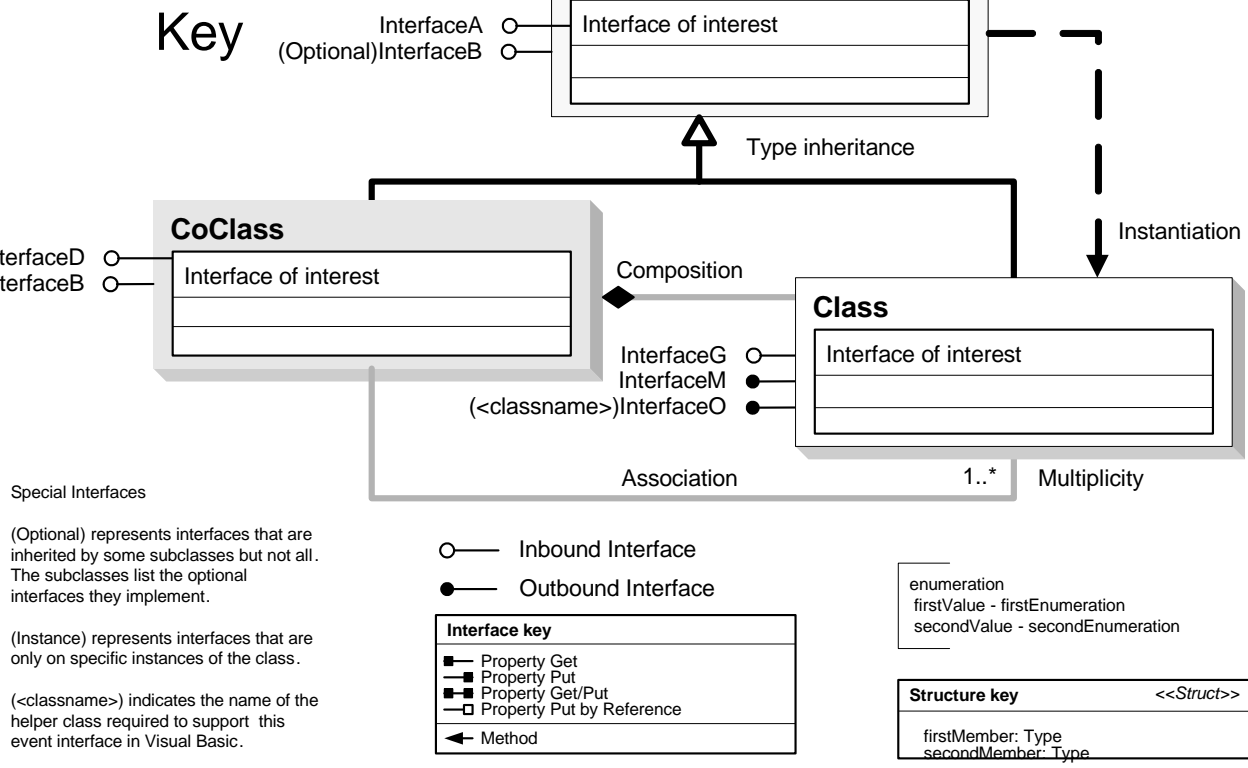 Key
InterfaceA
(Optional)InterfaceB
Interface of interest
Type inheritance
Instantiation
CoClass
terfaceD
terfaceB
Interface of interest
Composition
Class
Interface of interest
InterfaceG
InterfaceM
(<classname>)InterfaceO
Association
1..*
Multiplicity
Special Interfaces
(Optional) represents interfaces that are
inherited by some subclasses but not all.
The subclasses list the optional
interfaces they implement.
(Instance) represents interfaces that are
only on specific instances of the class.
(<classname>) indicates the name of the
helper class required to support this
event interface in Visual Basic.
Inbound Interface
Outbound Interface
Interface key
Property Get
Property Put
Property Get/Put
Property Put by Reference
Method
enumeration
firstValue - firstEnumeration
secondValue - secondEnumeration
Structure key <<Struct>>
firstMember: Type
secondMember: Type